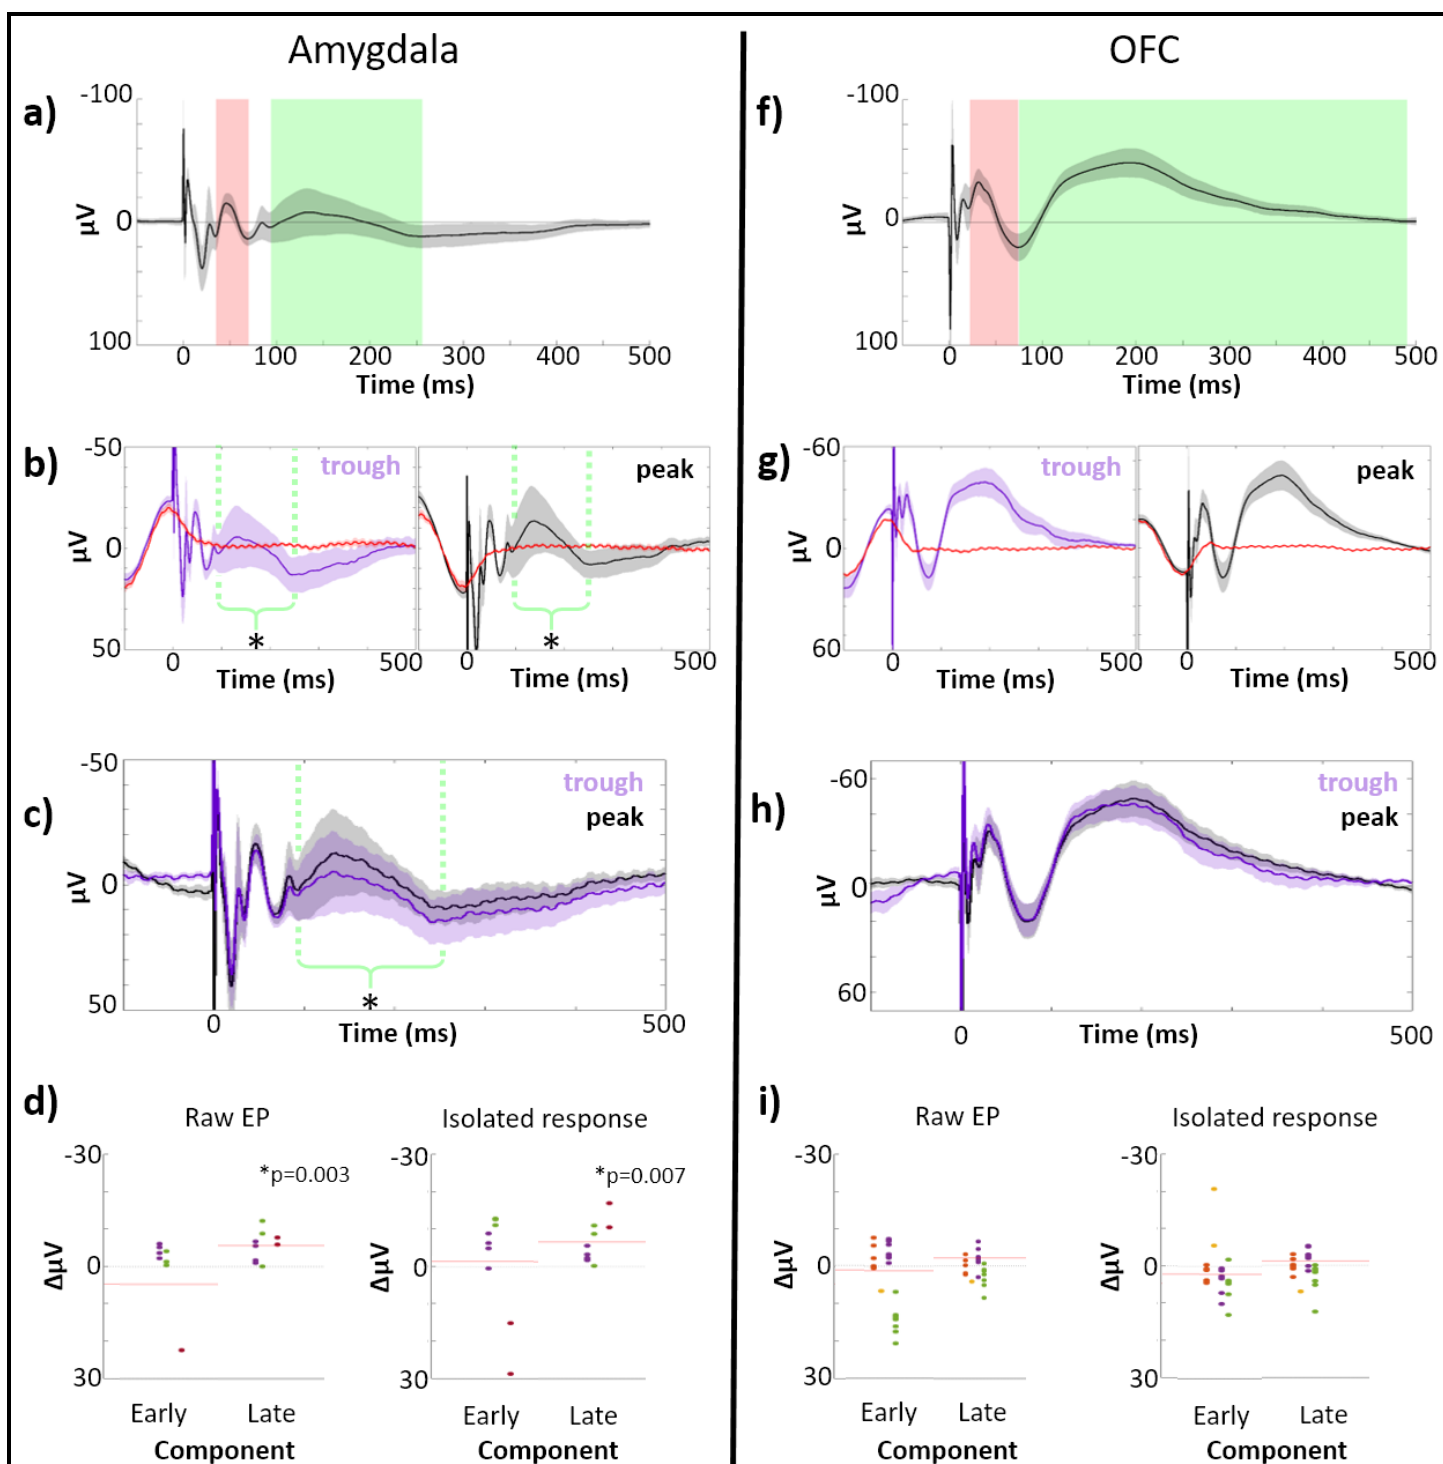 Amygdala
OFC
a)
-100
0
100
µV
0 100 200 300 400 500
Time (ms)
f)
-100
0
100
µV
0 100 200 300 400 500
Time (ms)
b)
-50
0
50
µV
trough
peak
*
*
0 500
Time (ms)
0 500
Time (ms)
g)
-60
0
60
µV
trough
peak
0 500
Time (ms)
0 500
Time (ms)
c)
-50
0
50
µV
trough
peak
*
0 Time (ms) 500
h)
-60
0
60
µV
trough
peak
0 Time (ms) 500
d)
Raw EP
-30
0
30
ΔµV
*p=0.003
Early Late
Component
Isolated response
-30
0
30
ΔµV
*p=0.007
Early Late
Component
i)
Raw EP
-30
0
30
ΔµV
Early Late
Component
Isolated response
-30
0
30
ΔµV
Early Late
Component